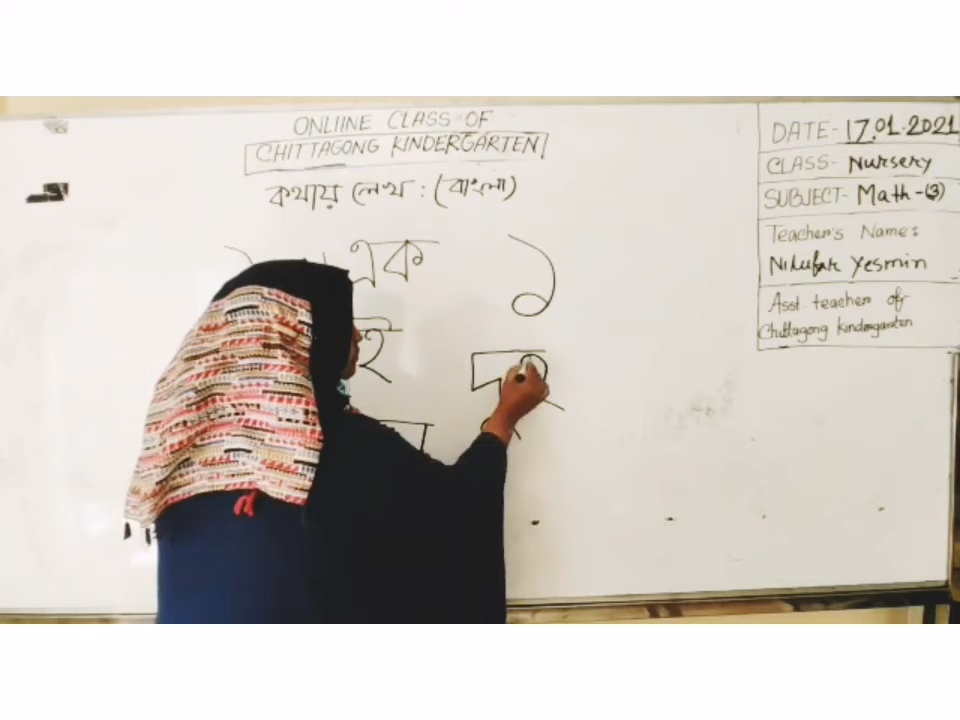 ONLIINE CLASS OF
CHITTAGONG KINDERGARTEN
কথায় লেখ : (বাংলা)
এক ১
DATE- 17.01.2021
CLASS- Nursery
SUBJECT- Math-(3)
Teacher's Name:
Nilufar Yesmin
Asst. teacher of
Chittagong kindergarten